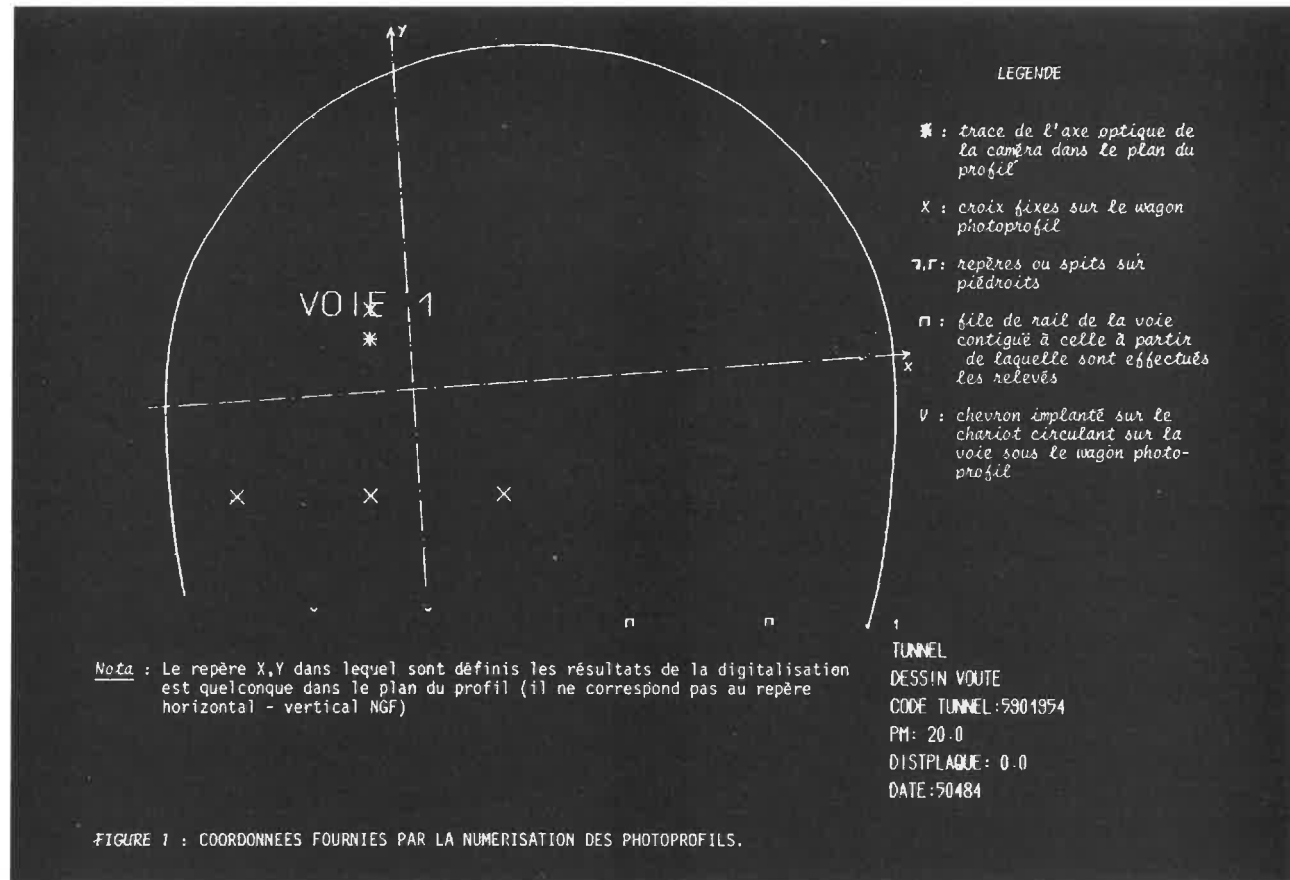 Y
LEGENDE
* : trace de l'axe optique de
la caméra dans le plan du
profil
X : croix fixes sur le wagon
photoprofil
┐,┌ : repères ou spits sur
piédroits
⊓ : file de rail de la voie
contiguë à celle à partir
de laquelle sont effectués
les relevés
V : chevron implanté sur le
chariot circulant sur la
voie sous le wagon photo-
profil
VOIE 1
X
1
Nota : Le repère X,Y dans lequel sont définis les résultats de la digitalisation
est quelconque dans le plan du profil (il ne correspond pas au repère
horizontal - vertical NGF)
TUNNEL
DESSIN VOUTE
CODE TUNNEL:5901954
PM: 20.0
DISTPLAQUE: 0.0
DATE:50484
FIGURE 1 : COORDONNEES FOURNIES PAR LA NUMERISATION DES PHOTOPROFILS.